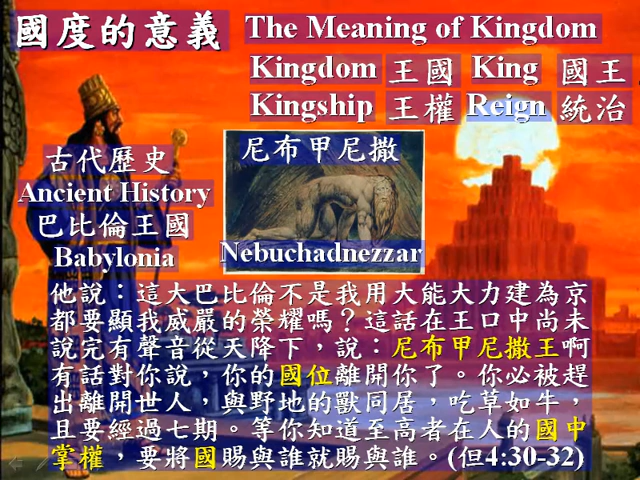 國度的意義
The Meaning of Kingdom
Kingdom 王國 King 國王
Kingship 王權 Reign 統治
古代歷史
Ancient History
巴比倫王國
Babylonia
尼布甲尼撒
Nebuchadnezzar
他說：這大巴比倫不是我用大能大力建為京
都要顯我威嚴的榮耀嗎？這話在王口中尚未
說完有聲音從天降下，說：尼布甲尼撒王啊
有話對你說，你的國位離開你了。你必被趕
出離開世人，與野地的獸同居，吃草如牛，
且要經過七期。等你知道至高者在人的國中
掌權，要將國賜與誰就賜與誰。(但4:30-32)